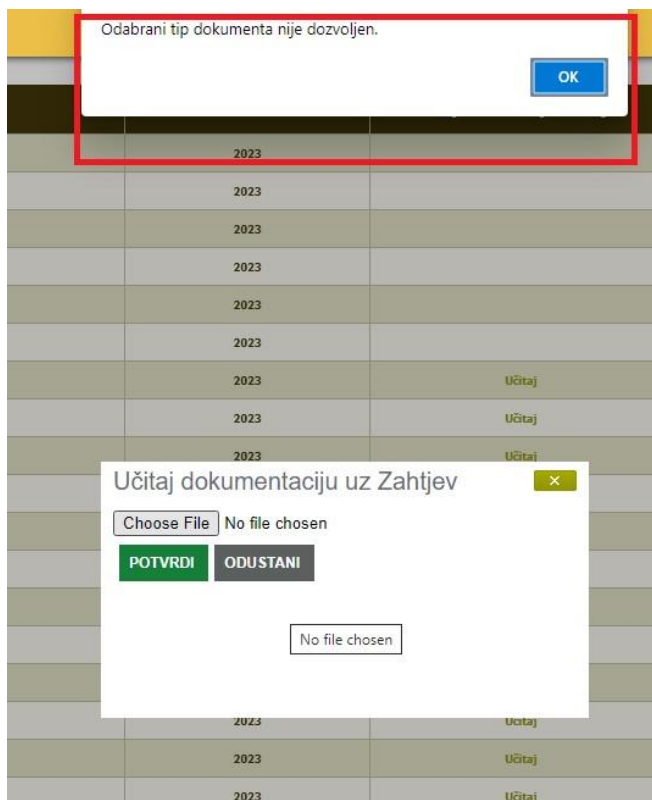 Odabrani tip dokumenta nije dozvoljen.
OK
2023
2023
2023
2023
2023
2023
2023 Učitaj
2023 Učitaj
2023 Učitaj
Učitaj dokumentaciju uz Zahtjev ×
Choose File No file chosen
POTVRDI ODUSTANI
No file chosen
2023 Učitaj
2023 Učitaj
2023 Učitaj